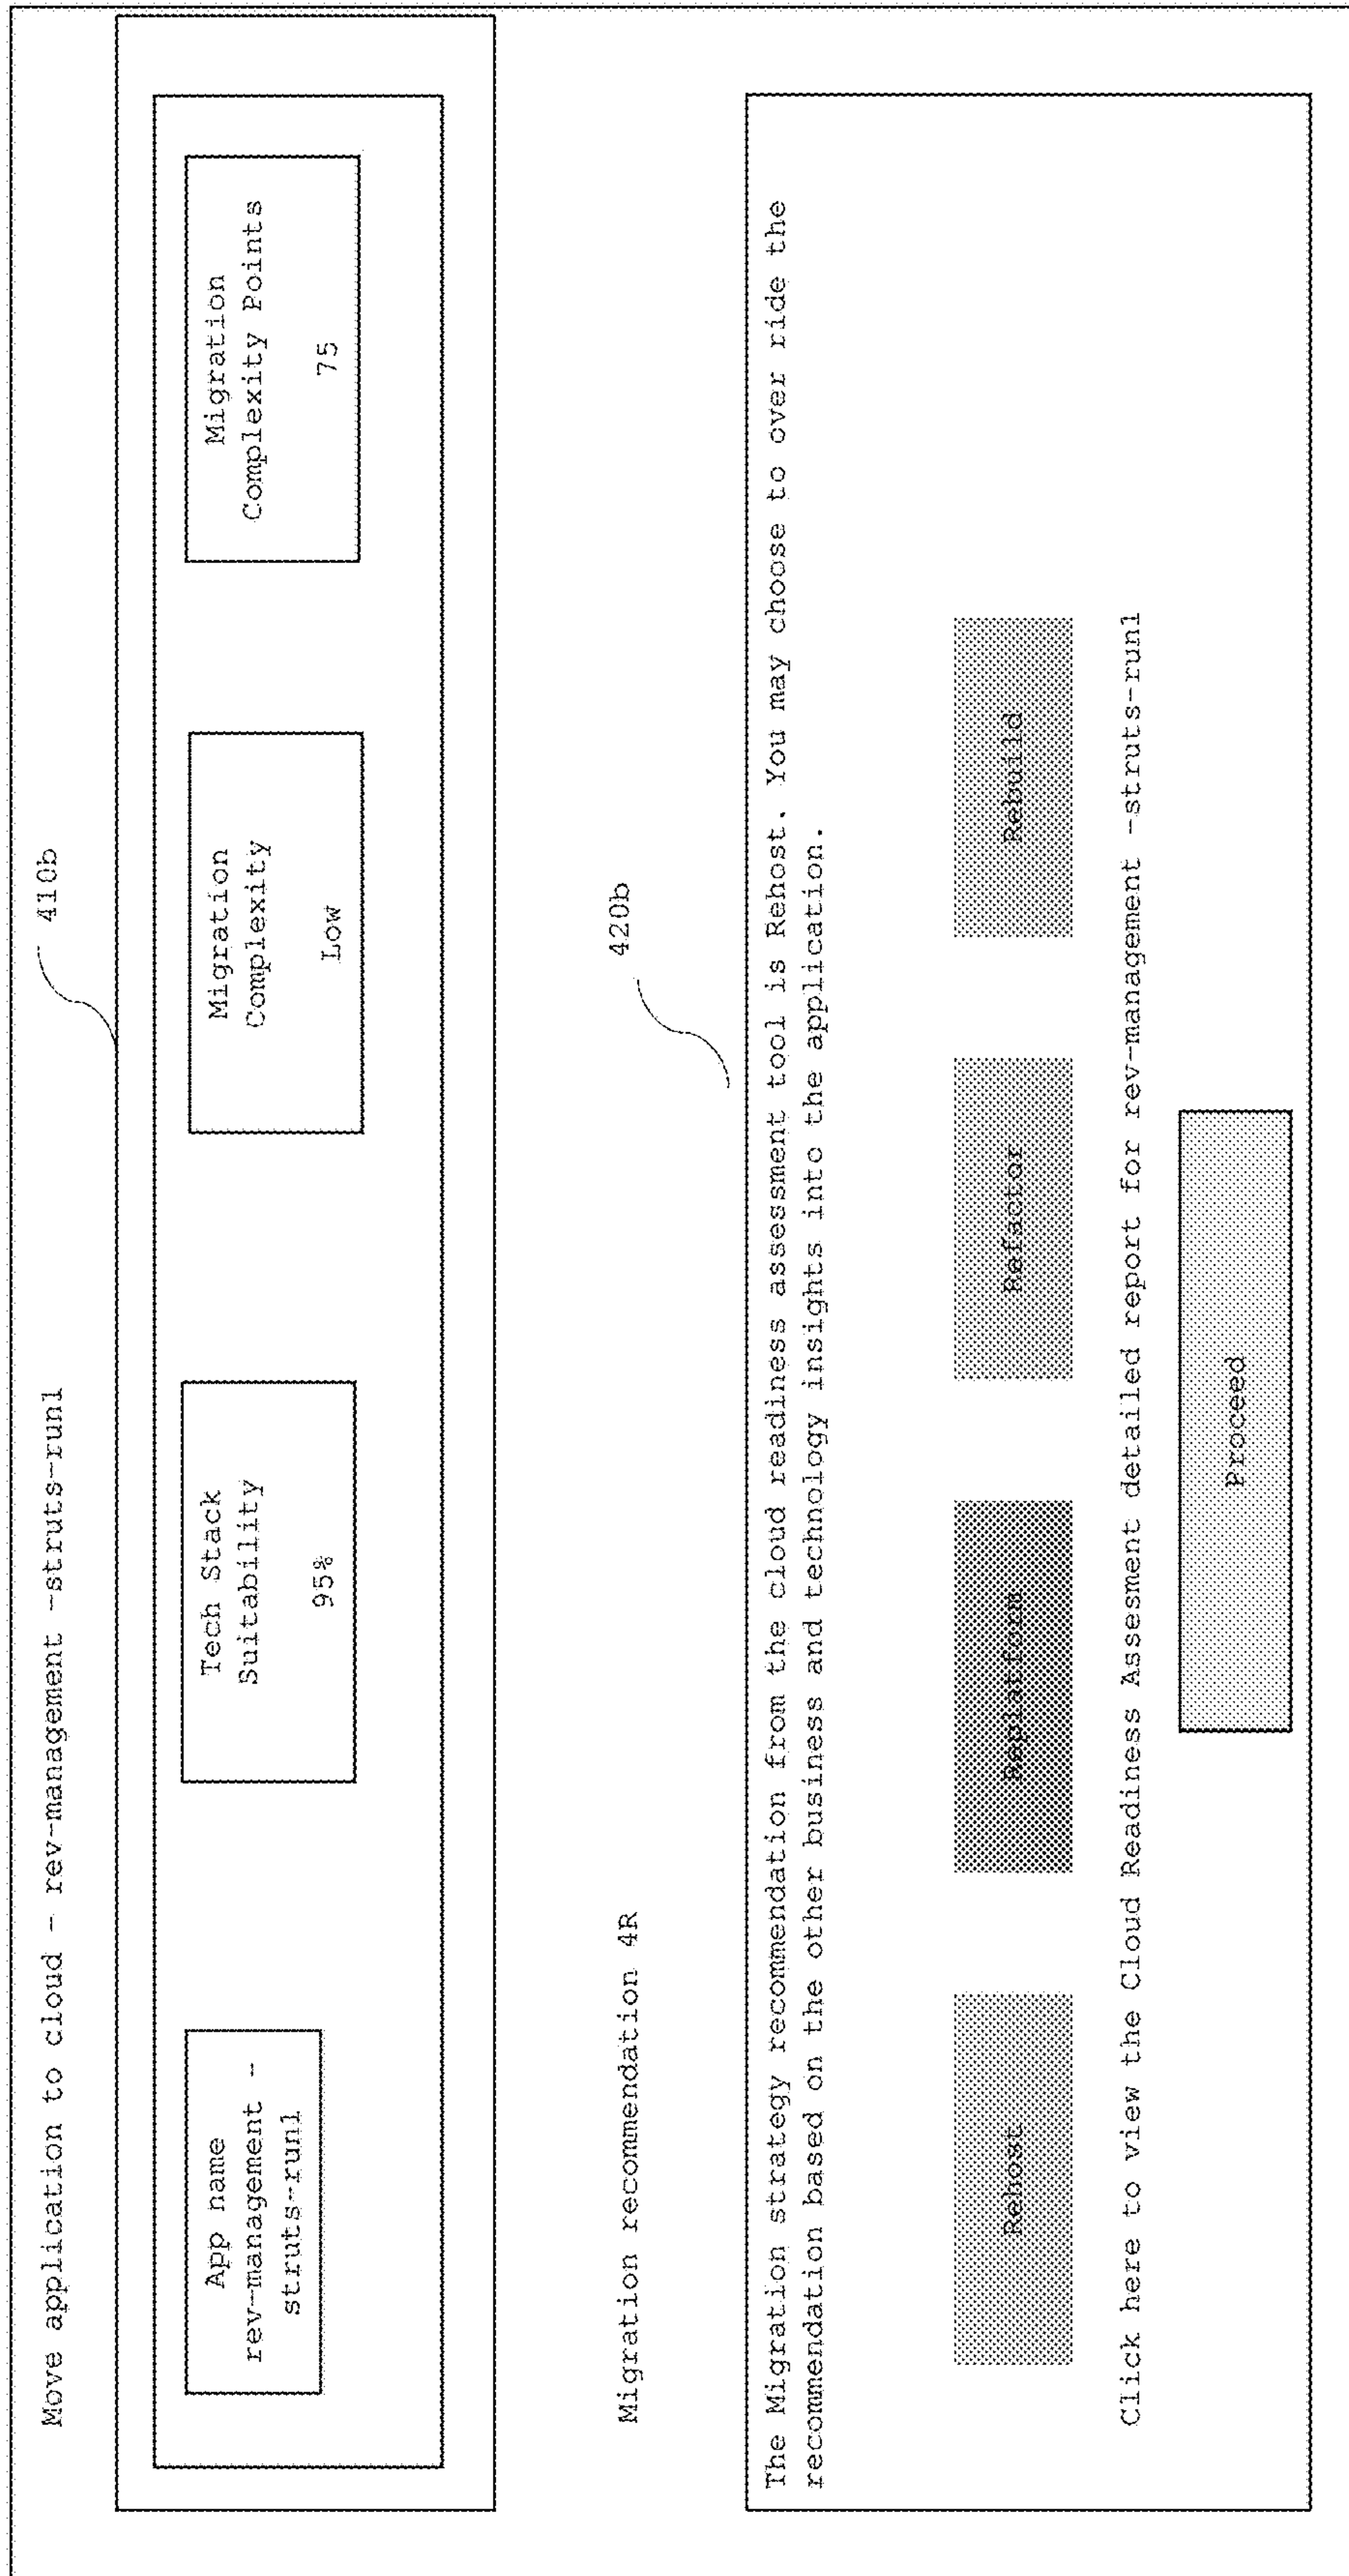 Move application to cloud - rev-management -struts-run1
410b
App name
rev-management -
struts-run1
Tech Stack
Suitability
95%
Migration
Complexity
Low
Migration
Complexity Points
75
Migration recommendation 4R
420b
The Migration strategy recommendation from the cloud readiness assessment tool is Rehost. You may choose to over ride the
recommendation based on the other business and technology insights into the application.
Rehost
Replatform
Refactor
Rebuild
Click here to view the Cloud Readiness Assesment detailed report for rev-management -struts-run1
Proceed